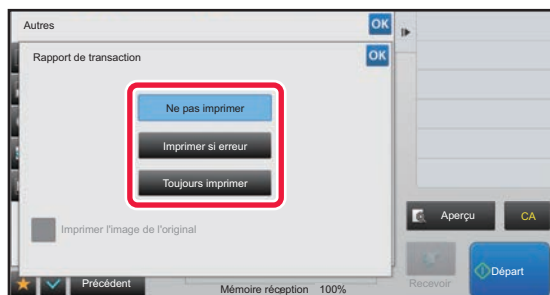 Autres
OK
Rapport de transaction
OK
Ne pas imprimer
Imprimer si erreur
Toujours imprimer
Imprimer l'image de l'original
Aperçu
CA
Précédent
Mémoire réception 100%
Recevoir
Départ